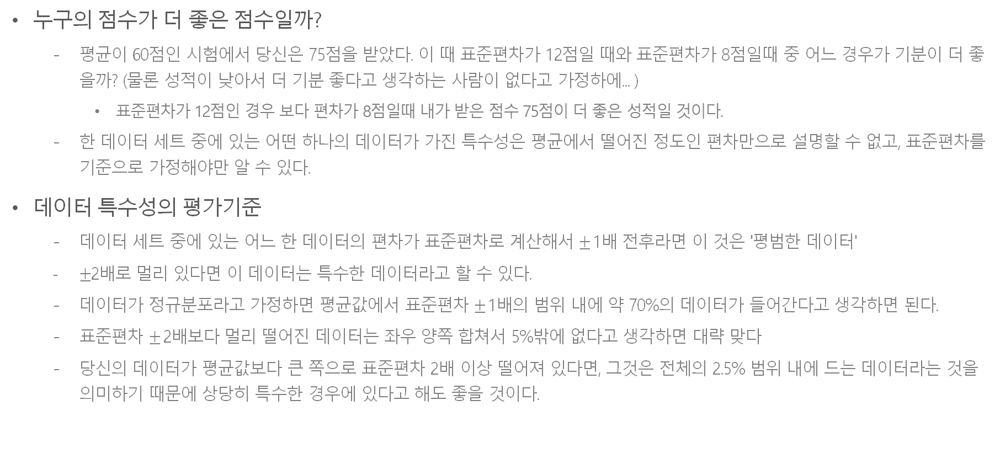 • 누구의 점수가 더 좋은 점수일까?
- 평균이 60점인 시험에서 당신은 75점을 받았다. 이 때 표준편차가 12점일 때와 표준편차가 8점일때 중 어느 경우가 기분이 더 좋
을까? (물론 성적이 낮아서 더 기분 좋다고 생각하는 사람이 없다고 가정하에... )
• 표준편차가 12점인 경우 보다 편차가 8점일때 내가 받은 점수 75점이 더 좋은 성적일 것이다.
- 한 데이터 세트 중에 있는 어떤 하나의 데이터가 가진 특수성은 평균에서 떨어진 정도인 편차만으로 설명할 수 없고, 표준편차를
기준으로 가정해야만 알 수 있다.
• 데이터 특수성의 평가기준
- 데이터 세트 중에 있는 어느 한 데이터의 편차가 표준편차로 계산해서 ±1배 전후라면 이 것은 '평범한 데이터'
- ±2배로 멀리 있다면 이 데이터는 특수한 데이터라고 할 수 있다.
- 데이터가 정규분포라고 가정하면 평균값에서 표준편차 ±1배의 범위 내에 약 70%의 데이터가 들어간다고 생각하면 된다.
- 표준편차 ±2배보다 멀리 떨어진 데이터는 좌우 양쪽 합쳐서 5%밖에 없다고 생각하면 대략 맞다
- 당신의 데이터가 평균값보다 큰 쪽으로 표준편차 2배 이상 떨어져 있다면, 그것은 전체의 2.5% 범위 내에 드는 데이터라는 것을
의미하기 때문에 상당히 특수한 경우에 있다고 해도 좋을 것이다.